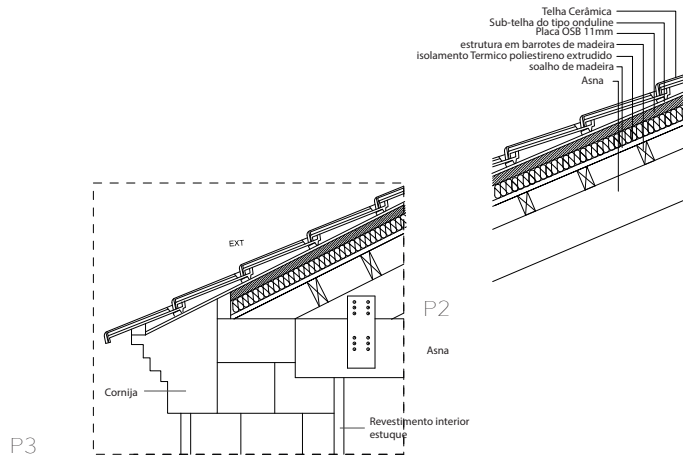 Telha Cerâmica
Sub-telha do tipo onduline
Placa OSB 11mm
estrutura em barrotes de madeira
isolamento Termico poliestireno extrudido
soalho de madeira
Asna
EXT
P2
Asna
Cornija
Revestimento interior
estuque
P3